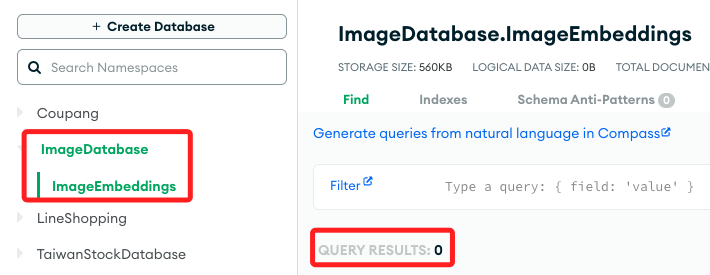 + Create Database
Search Namespaces
Coupang
ImageDatabase
ImageEmbeddings
LineShopping
TaiwanStockDatabase
ImageDatabase.ImageEmbeddings
STORAGE SIZE: 560KB LOGICAL DATA SIZE: 0B TOTAL DOCUMEN
Find Indexes Schema Anti-Patterns 0
Generate queries from natural language in Compass
Filter Type a query: { field: 'value' }
QUERY RESULTS: 0